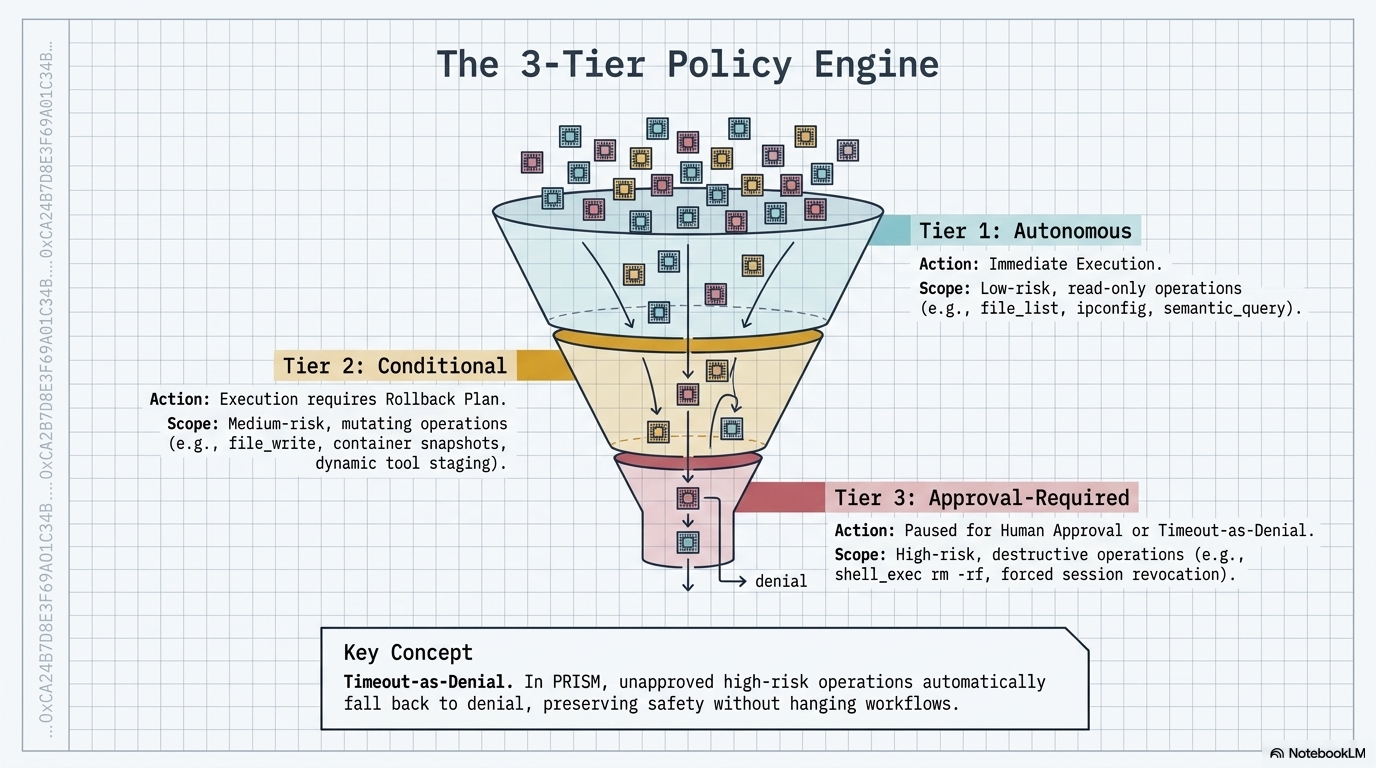 The 3-Tier Policy Engine
Tier 1: Autonomous
Action: Immediate Execution.
Scope: Low-risk, read-only operations
(e.g., file_list, ipconfig, semantic_query).
Tier 2: Conditional
Action: Execution requires Rollback Plan.
Scope: Medium-risk, mutating operations
(e.g., file_write, container snapshots,
dynamic tool staging).
Tier 3: Approval-Required
Action: Paused for Human Approval or Timeout-as-Denial.
Scope: High-risk, destructive operations (e.g.,
shell_exec rm -rf, forced session revocation).
denial
Key Concept
Timeout-as-Denial. In PRISM, unapproved high-risk operations automatically
fall back to denial, preserving safety without hanging workflows.
NotebookLM